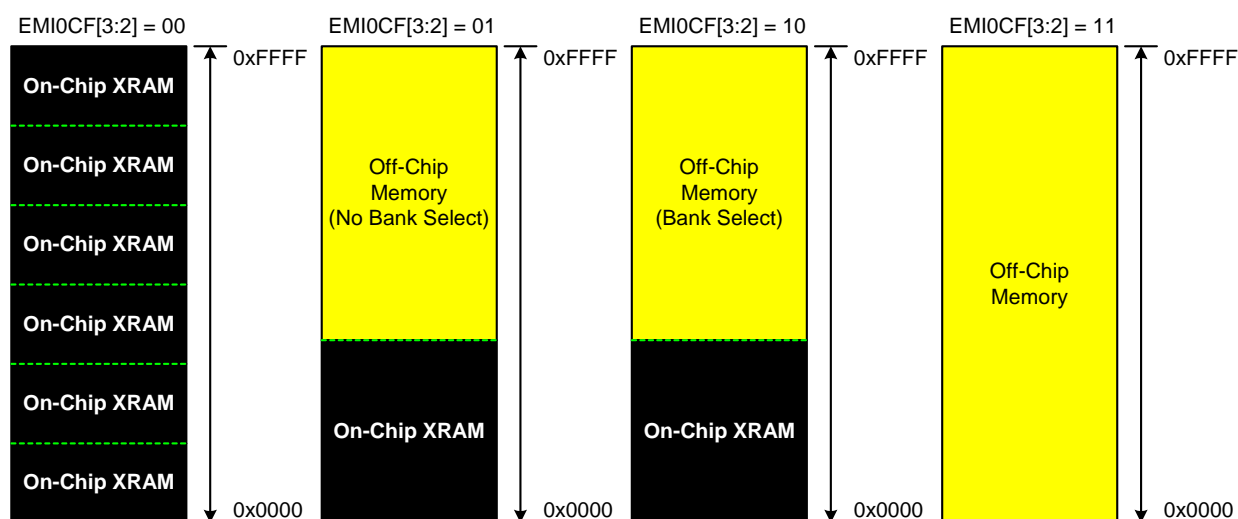 EMI0CF[3:2] = 00
EMI0CF[3:2] = 01
EMI0CF[3:2] = 10
EMI0CF[3:2] = 11
0xFFFF
0xFFFF
0xFFFF
0xFFFF
On-Chip XRAM
On-Chip XRAM
On-Chip XRAM
On-Chip XRAM
On-Chip XRAM
On-Chip XRAM
0x0000
Off-Chip
Memory
(No Bank Select)
On-Chip XRAM
0x0000
Off-Chip
Memory
(Bank Select)
On-Chip XRAM
0x0000
Off-Chip
Memory
0x0000